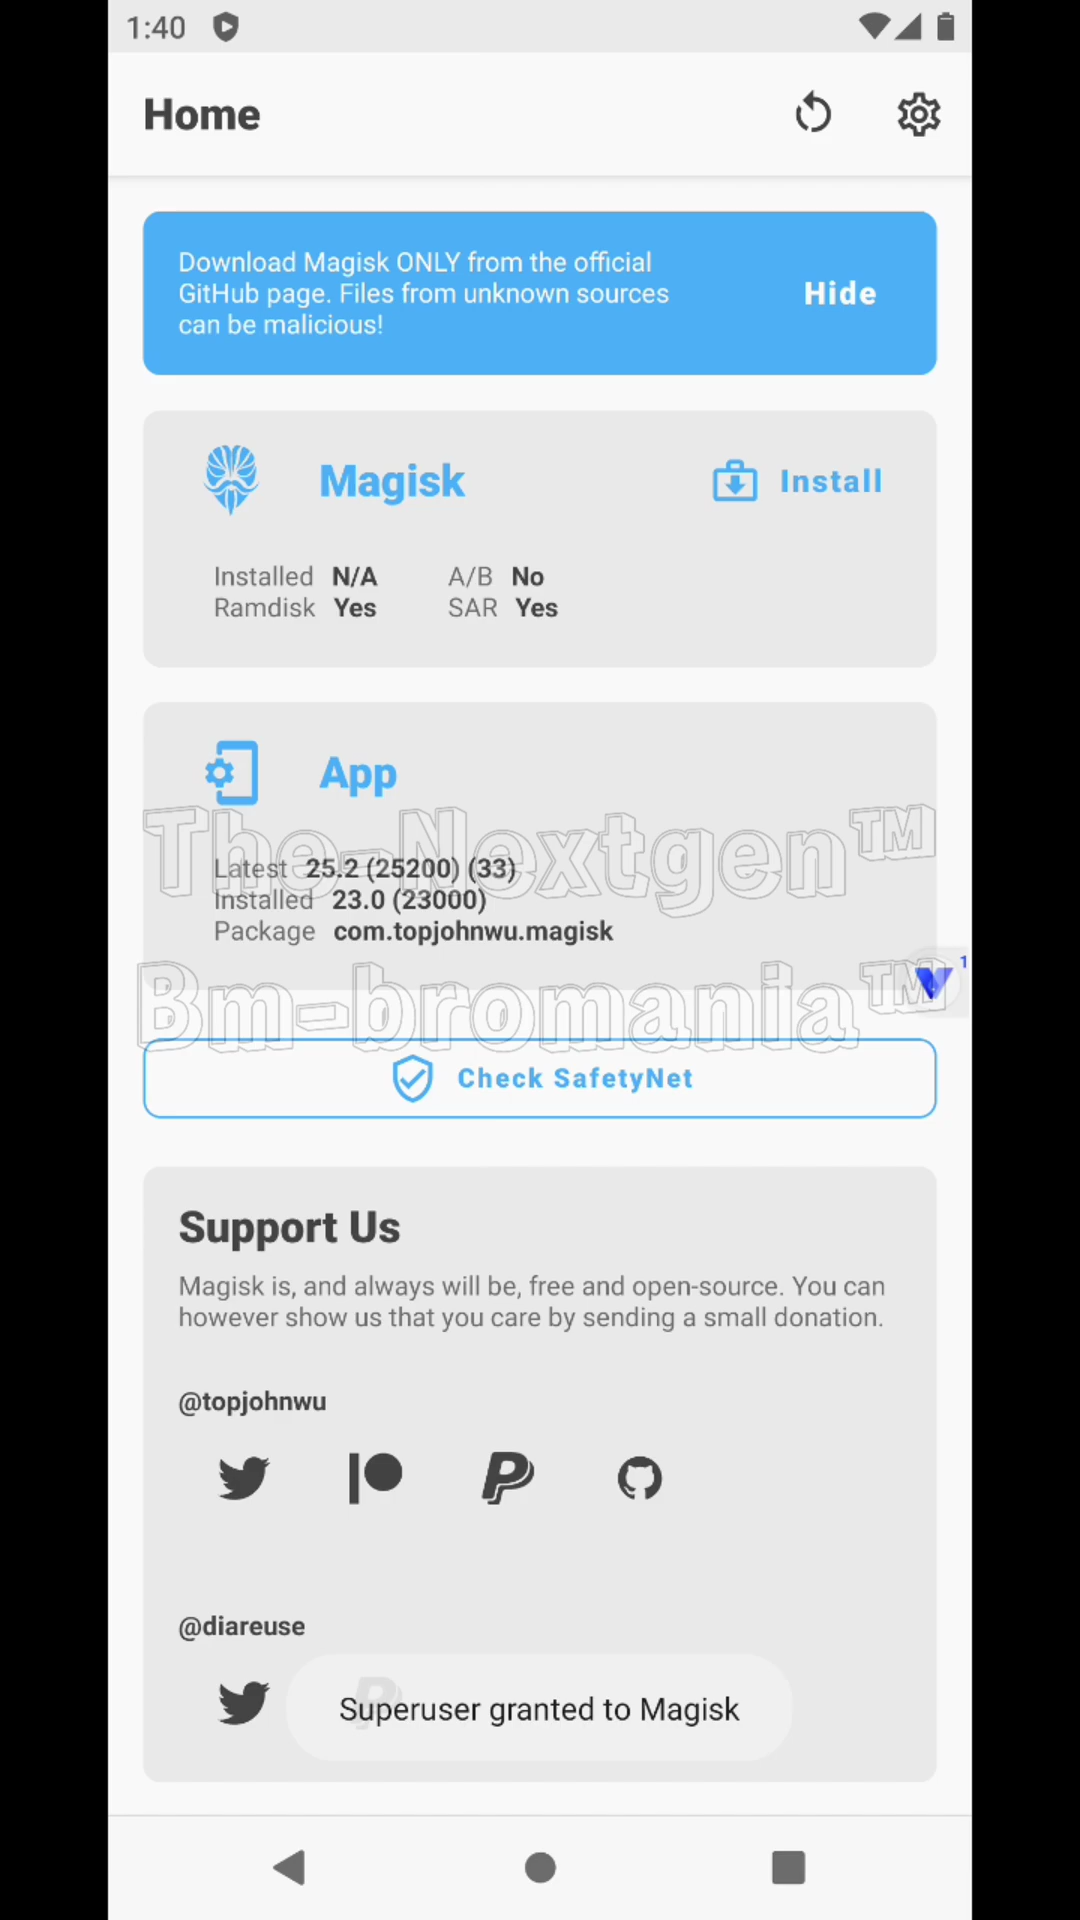 1:40
Home
Download Magisk ONLY from the official
GitHub page. Files from unknown sources
can be malicious!
Hide
Magisk
Install
Installed N/A
A/B No
Ramdisk Yes
SAR Yes
App
The-Nextgen™
Latest 25.2 (25200) (33)
Installed 23.0 (23000)
Package com.topjohnwu.magisk
1
Bm-bromania™
Check SafetyNet
Support Us
Magisk is, and always will be, free and open-source. You can
however show us that you care by sending a small donation.
@topjohnwu
@diareuse
Superuser granted to Magisk